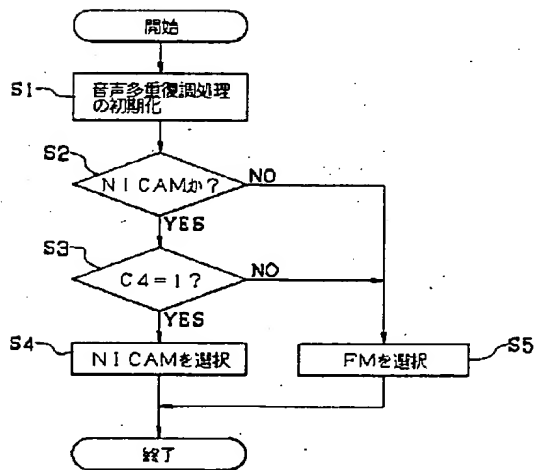 開始
S1
音声多重復調処理
の初期化
S2
NICAMか?
NO
YES
S3
C4=1?
NO
YES
S4
NICAMを選択
FMを選択
S5
終了